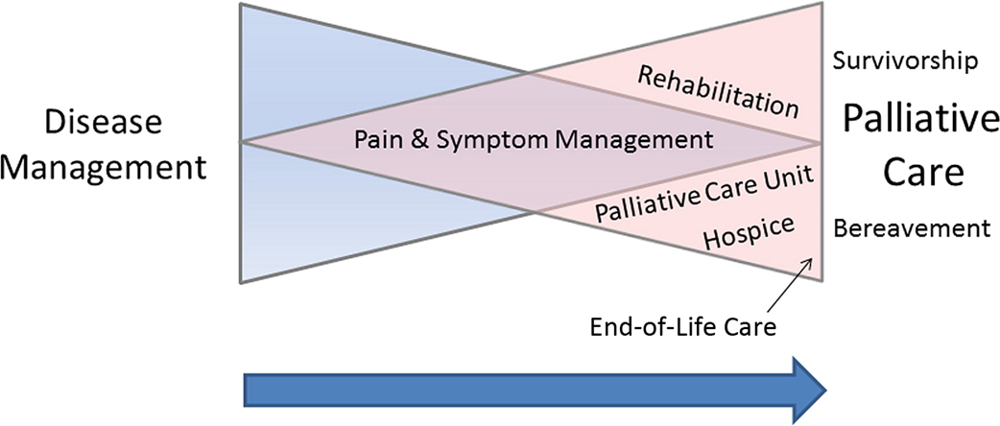 Disease
Management
Pain & Symptom Management
Rehabilitation
Palliative Care Unit
Hospice
End-of-Life Care
Survivorship
Palliative
Care
Bereavement